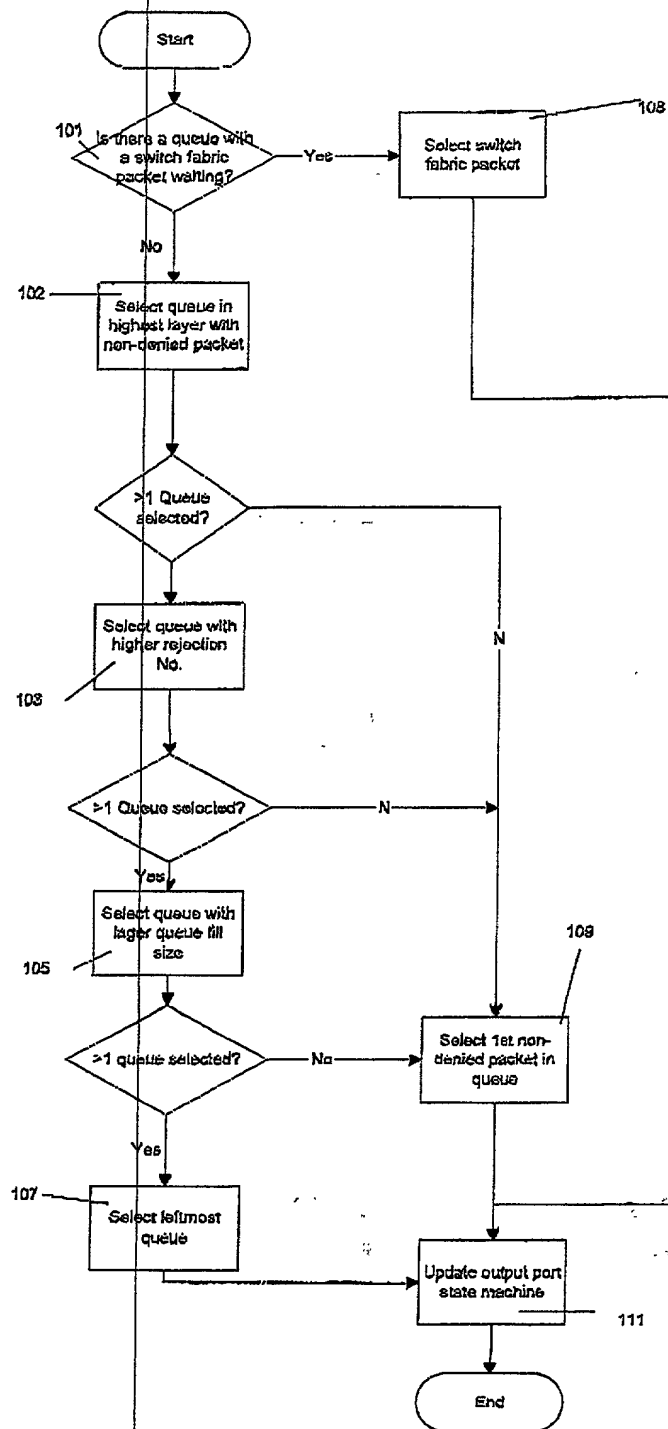 Start
101
Is there a queue with
a switch fabric
packet waiting?
Yes
Select switch
fabric packet
108
No
102
Select queue in
highest layer with
non-denied packet
>1 Queue
selected?
N
Select queue with
higher rejection
No.
103
>1 Queue selected?
N
Yes
Select queue with
lager queue fill
size
105
109
Select 1st non-
denied packet in
queue
>1 queue selected?
No
Yes
107
Select leftmost
queue
Update output port
state machine
111
End